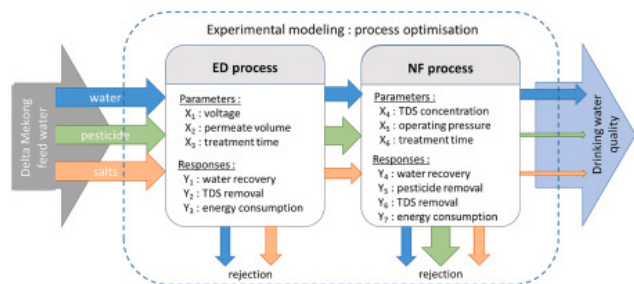 Experimental modeling : process optimisation
Delta Mekong
feed water
water
pesticide
salts
ED process
Parameters :
X₁ : voltage
X₂ : permeate volume
X₃ : treatment time
Responses :
Y₁ : water recovery
Y₂ : TDS removal
Y₃ : energy consumption
rejection
NF process
Parameters :
X₄ : TDS concentration
X₅ : operating pressure
X₆ : treatment time
Responses :
Y₄ : water recovery
Y₅ : pesticide removal
Y₆ : TDS removal
Y₇ : energy consumption
rejection
Drinking water
quality